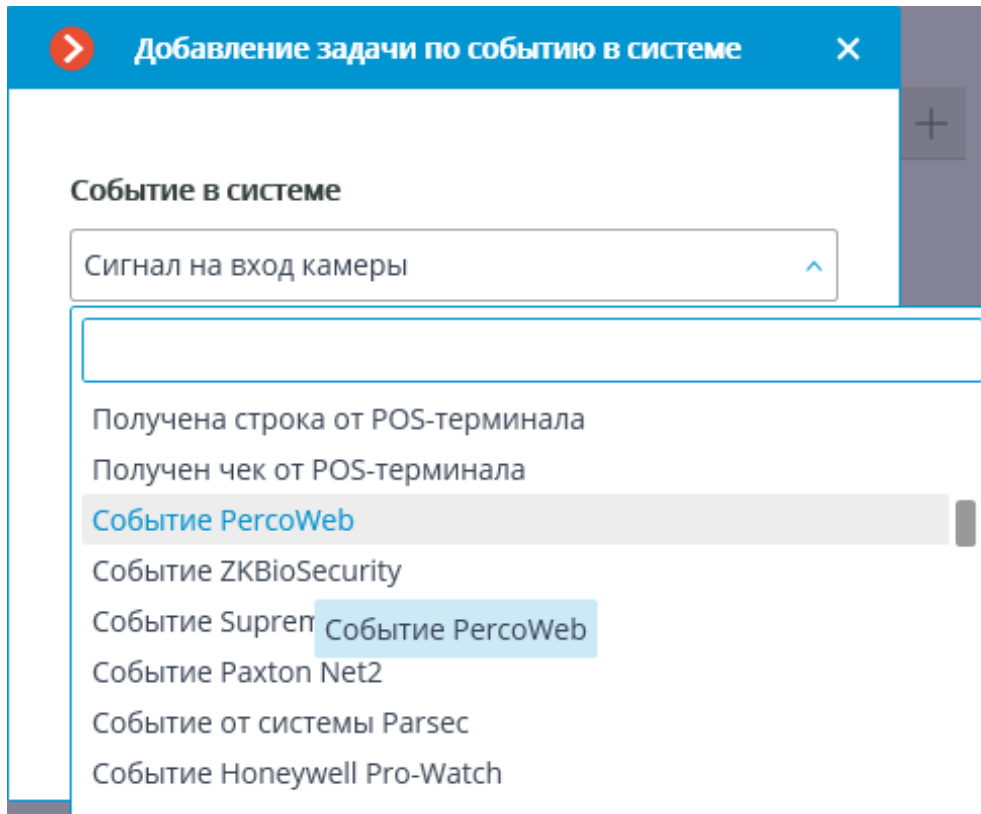 Добавление задачи по событию в системе
Событие в системе
Сигнал на вход камеры
Получена строка от POS-терминала
Получен чек от POS-терминала
Событие PercoWeb
Событие ZKBioSecurity
Событие
Событие PercoWeb
Событие Paxton Net2
Событие от системы Parsec
Событие Honeywell Pro-Watch